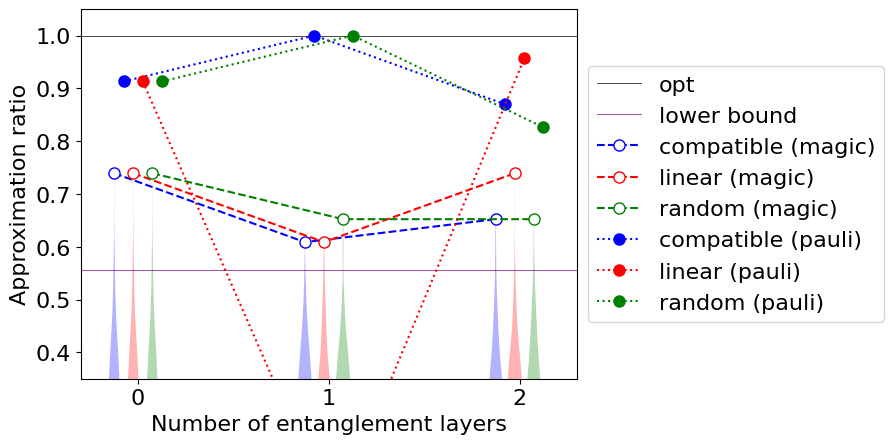 1.0
0.9
0.8
0.7
0.6
0.5
0.4
Approximation ratio
0 1 2
Number of entanglement layers
opt
lower bound
compatible (magic)
linear (magic)
random (magic)
compatible (pauli)
linear (pauli)
random (pauli)